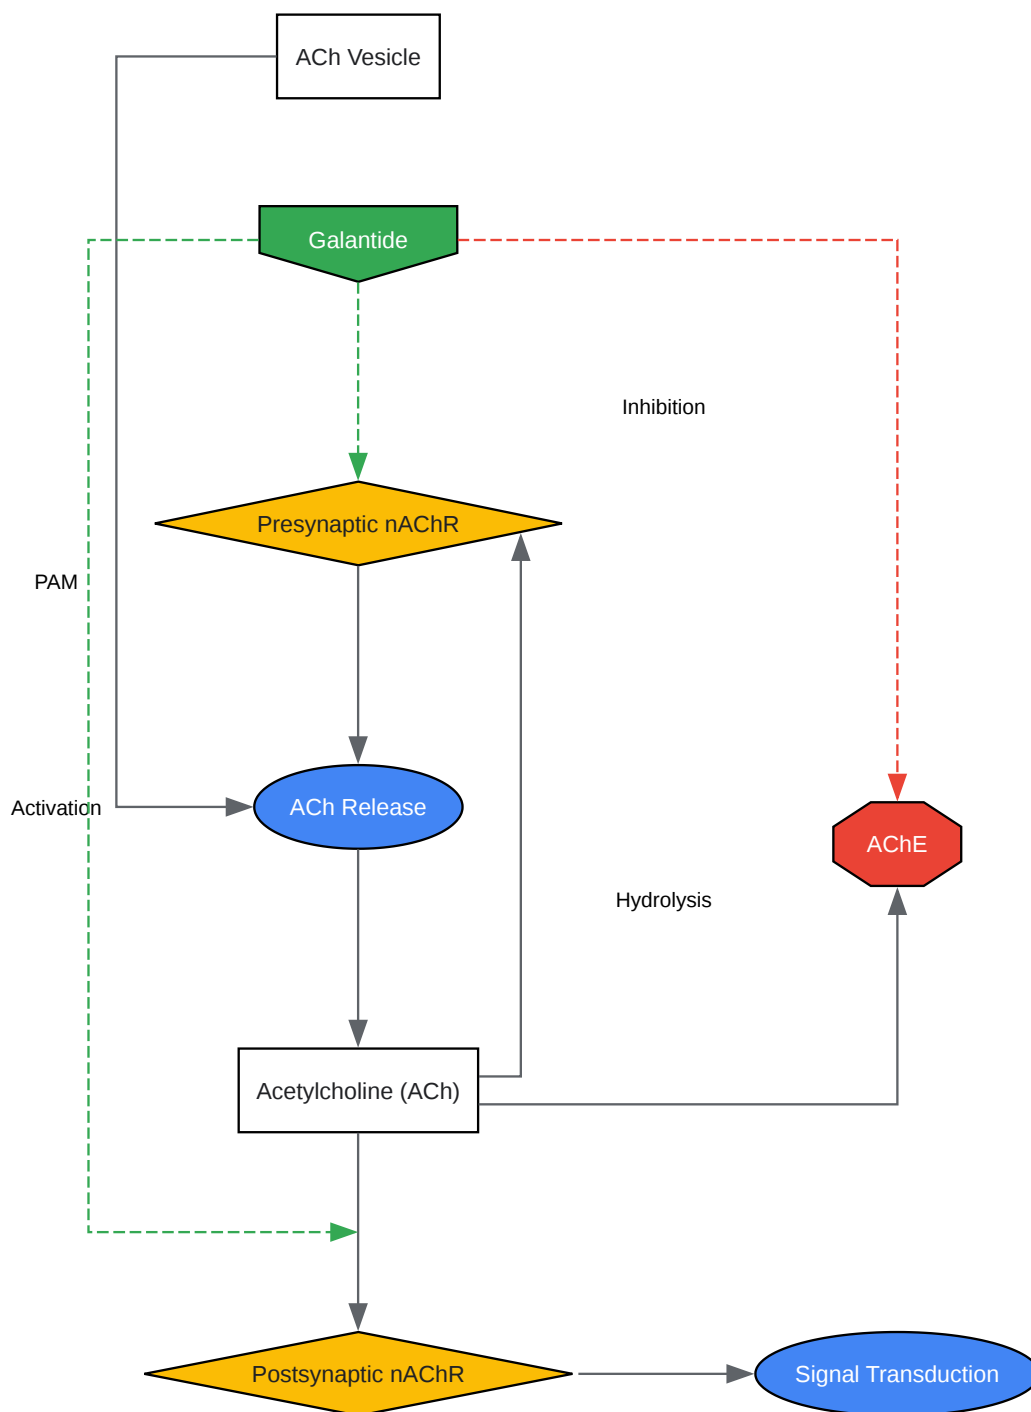 ACh Vesicle
Galantide
Inhibition
Presynaptic nAChR
PAM
ACh Release
Activation
AChE
Hydrolysis
Acetylcholine (ACh)
Postsynaptic nAChR
Signal Transduction